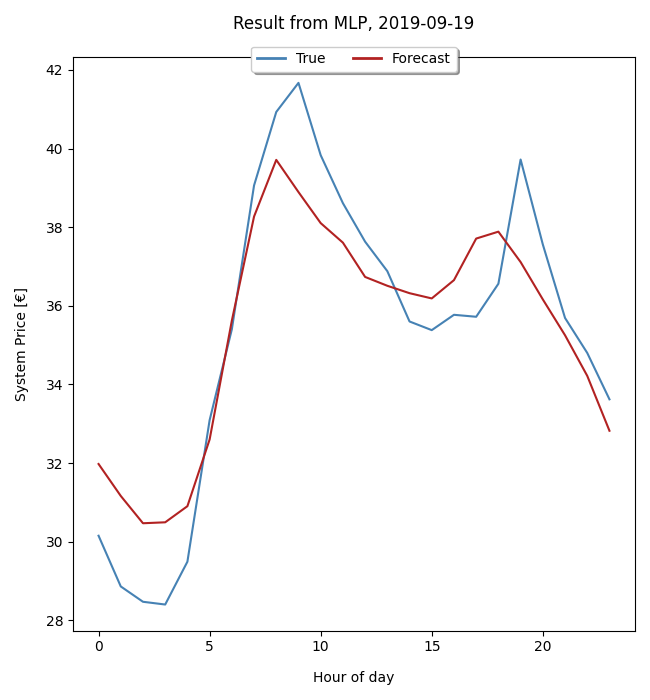 Result from MLP, 2019-09-19
True Forecast
42
40
38
36
34
32
30
28
System Price [€]
0 5 10 15 20
Hour of day